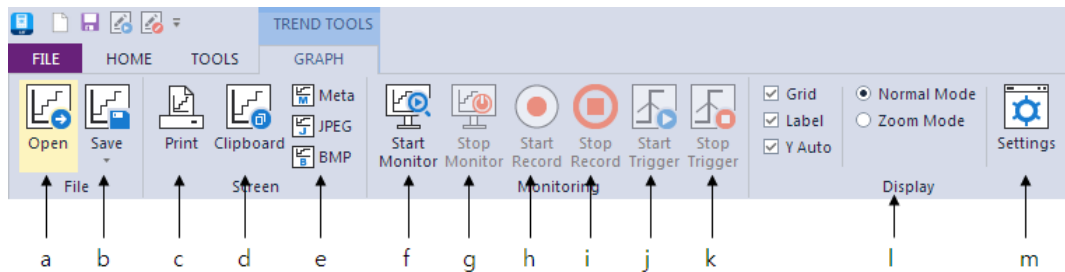 TREND TOOLS
FILE HOME TOOLS GRAPH
Open
Save
Print
Clipboard
Meta
JPEG
BMP
Start Monitor
Stop Monitor
Start Record
Stop Record
Start Trigger
Stop Trigger
Grid
Label
Y Auto
Normal Mode
Zoom Mode
Settings
File
Screen
Monitoring
Display
a b c d e f g h i j k l m